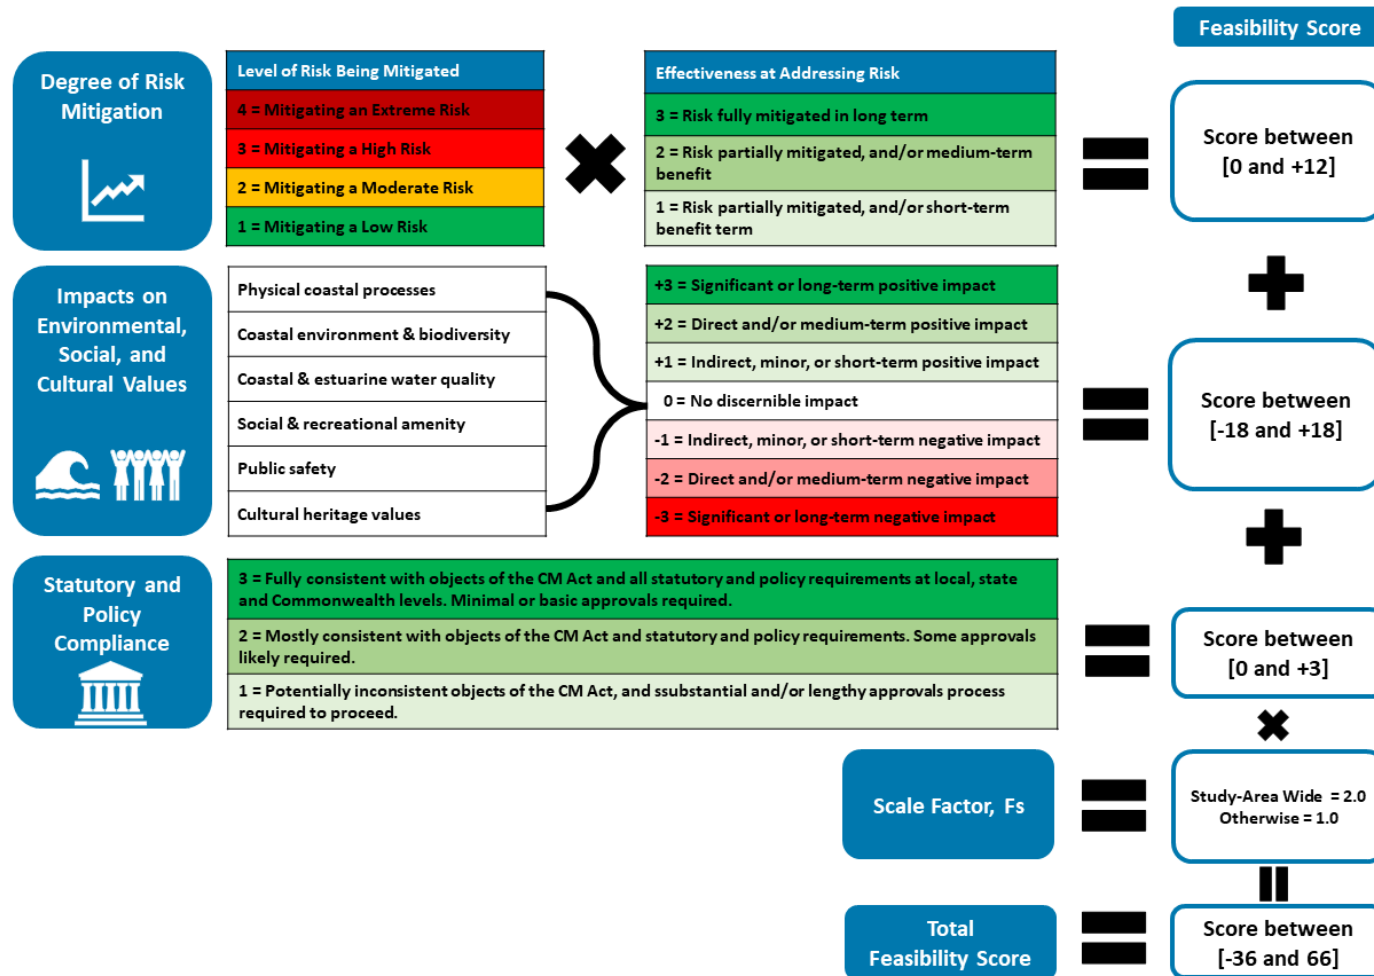 Feasibility Score
Degree of Risk
Mitigation
Level of Risk Being Mitigated
4 = Mitigating an Extreme Risk
3 = Mitigating a High Risk
2 = Mitigating a Moderate Risk
1 = Mitigating a Low Risk
Effectiveness at Addressing Risk
3 = Risk fully mitigated in long term
2 = Risk partially mitigated, and/or medium-term
benefit
1 = Risk partially mitigated, and/or short-term
benefit term
Score between
[0 and +12]
Impacts on
Environmental,
Social, and
Cultural Values
Physical coastal processes
Coastal environment & biodiversity
Coastal & estuarine water quality
Social & recreational amenity
Public safety
Cultural heritage values
+3 = Significant or long-term positive impact
+2 = Direct and/or medium-term positive impact
+1 = Indirect, minor, or short-term positive impact
0 = No discernible impact
-1 = Indirect, minor, or short-term negative impact
-2 = Direct and/or medium-term negative impact
-3 = Significant or long-term negative impact
Score between
[-18 and +18]
Statutory and
Policy
Compliance
3 = Fully consistent with objects of the CM Act and all statutory and policy requirements at local, state
and Commonwealth levels. Minimal or basic approvals required.
2 = Mostly consistent with objects of the CM Act and statutory and policy requirements. Some approvals
likely required.
1 = Potentially inconsistent objects of the CM Act, and ssubstantial and/or lengthy approvals process
required to proceed.
Score between
[0 and +3]
Scale Factor, Fs
Study-Area Wide = 2.0
Otherwise = 1.0
Total
Feasibility Score
Score between
[-36 and 66]